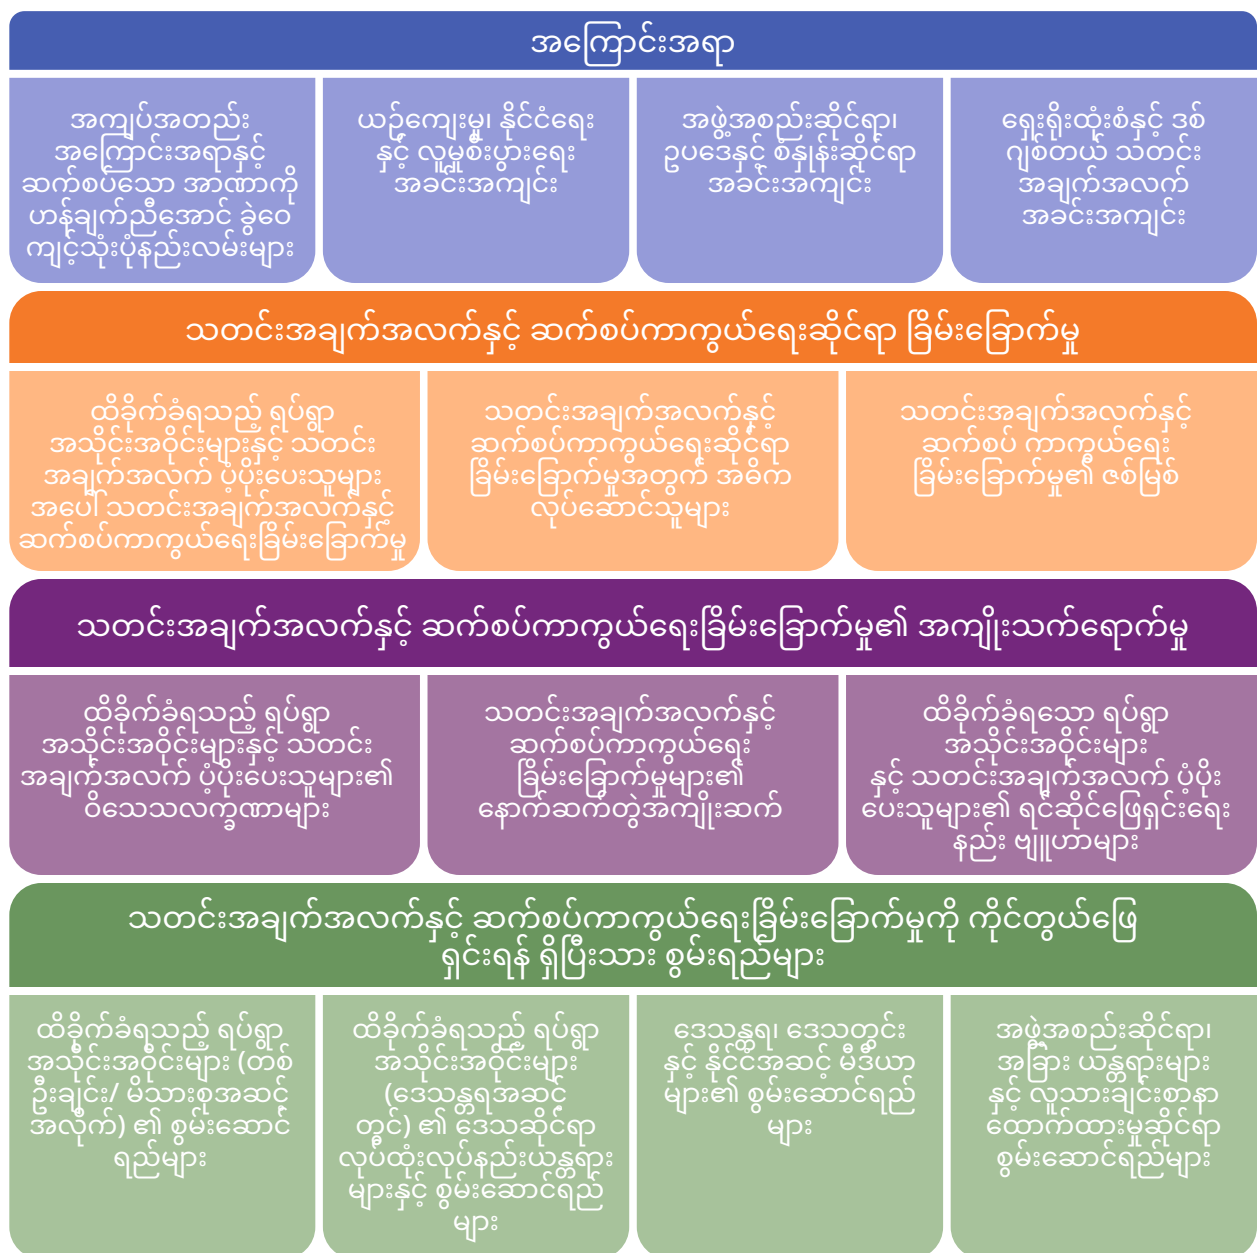 အကြောင်းအရာ
အကျပ်အတည်း
အကြောင်းအရာနှင့်
ဆက်စပ်သော အာဏာကို
ဟန်ချက်ညီအောင် ခွဲဝေ
ကျင့်သုံးပုံနည်းလမ်းများ
ယဉ်ကျေးမှု၊ နိုင်ငံရေး
နှင့် လူမှုစီးပွားရေး
အခင်းအကျင်း
အဖွဲ့အစည်းဆိုင်ရာ၊
ဥပဒေနှင့် စံနှုန်းဆိုင်ရာ
အခင်းအကျင်း
ရှေးရိုးထုံးစံနှင့် ဒစ်
ဂျစ်တယ် သတင်း
အချက်အလက်
အခင်းအကျင်း
သတင်းအချက်အလက်နှင့် ဆက်စပ်ကာကွယ်ရေးဆိုင်ရာ ခြိမ်းခြောက်မှု
ထိခိုက်ခံရသည့် ရပ်ရွာ
အသိုင်းအဝိုင်းများနှင့် သတင်း
အချက်အလက် ပံ့ပိုးပေးသူများ
အပေါ် သတင်းအချက်အလက်နှင့်
ဆက်စပ်ကာကွယ်ရေးခြိမ်းခြောက်မှု
သတင်းအချက်အလက်နှင့်
ဆက်စပ်ကာကွယ်ရေးဆိုင်ရာ
ခြိမ်းခြောက်မှုအတွက် အဓိက
လုပ်ဆောင်သူများ
သတင်းအချက်အလက်နှင့်
ဆက်စပ် ကာကွယ်ရေး
ခြိမ်းခြောက်မှု၏ ဇစ်မြစ်
သတင်းအချက်အလက်နှင့် ဆက်စပ်ကာကွယ်ရေးခြိမ်းခြောက်မှု၏ အကျိုးသက်ရောက်မှု
ထိခိုက်ခံရသည့် ရပ်ရွာ
အသိုင်းအဝိုင်းများနှင့် သတင်း
အချက်အလက် ပံ့ပိုးပေးသူများ၏
ဝိသေသလက္ခဏာများ
သတင်းအချက်အလက်နှင့်
ဆက်စပ်ကာကွယ်ရေး
ခြိမ်းခြောက်မှုများ၏
နောက်ဆက်တွဲအကျိုးဆက်
ထိခိုက်ခံရသော ရပ်ရွာ
အသိုင်းအဝိုင်းများ
နှင့် သတင်းအချက်အလက် ပံ့ပိုး
ပေးသူများ၏ ရင်ဆိုင်ဖြေရှင်းရေး
နည်း ဗျူဟာများ
သတင်းအချက်အလက်နှင့် ဆက်စပ်ကာကွယ်ရေးခြိမ်းခြောက်မှုကို ကိုင်တွယ်ဖြေ
ရှင်းရန် ရှိပြီးသား စွမ်းရည်များ
ထိခိုက်ခံရသည့် ရပ်ရွာ
အသိုင်းအဝိုင်းများ (တစ်
ဦးချင်း/ မိသားစုအဆင့်
အလိုက်) ၏ စွမ်းဆောင်
ရည်များ
ထိခိုက်ခံရသည့် ရပ်ရွာ
အသိုင်းအဝိုင်းများ
(ဒေသန္တရအဆင့်
တွင်) ၏ ဒေသဆိုင်ရာ
လုပ်ထုံးလုပ်နည်းယန္တရား
များနှင့် စွမ်းဆောင်ရည်
များ
ဒေသန္တရ၊ ဒေသတွင်း
နှင့် နိုင်ငံအဆင့် မီဒီယာ
များ၏ စွမ်းဆောင်ရည်
များ
အဖွဲ့အစည်းဆိုင်ရာ၊
အခြား ယန္တရားများ
နှင့် လူသားချင်းစာနာ
ထောက်ထားမှုဆိုင်ရာ
စွမ်းဆောင်ရည်များ